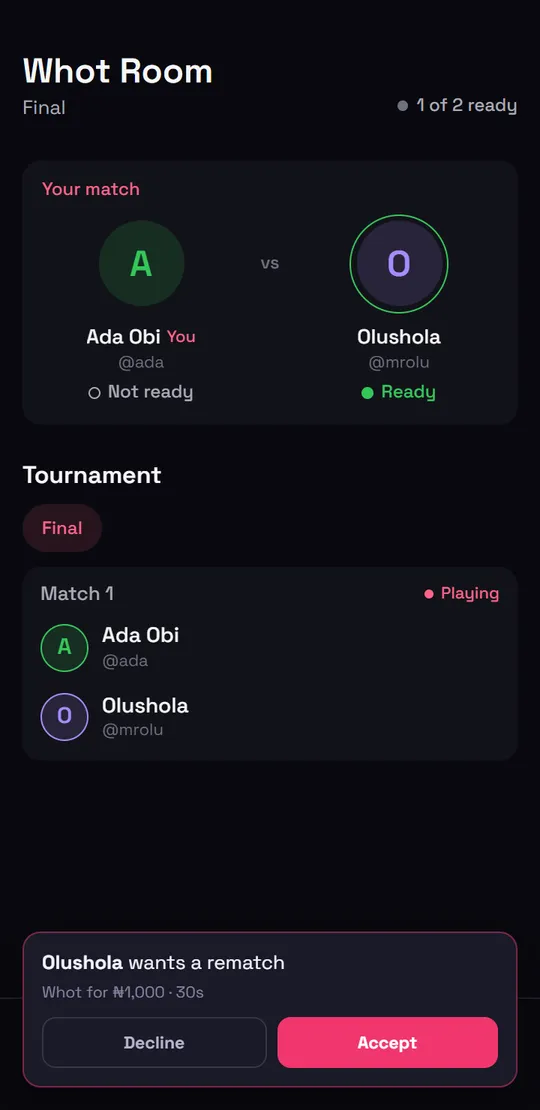 Whot Room
Final
1 of 2 ready
Your match
A
vs
O
Ada Obi You
Olushola
@ada
@mrolu
Not ready
Ready
Tournament
Final
Match 1
Playing
A
Ada Obi
@ada
O
Olushola
@mrolu
Olushola wants a rematch
Whot for ₦1,000 · 30s
Decline
Accept